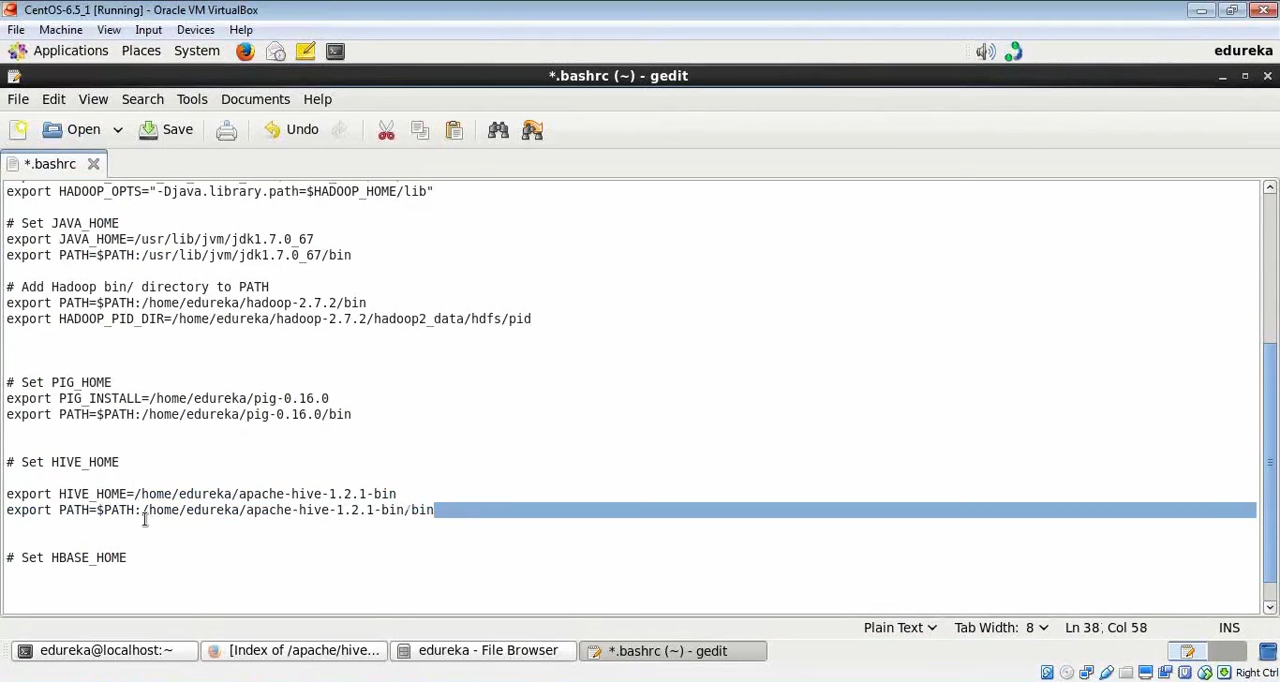 CentOS-6.5_1 [Running] - Oracle VM VirtualBox
File Machine View Input Devices Help
Applications Places System edureka
*.bashrc (~) - gedit
File Edit View Search Tools Documents Help
Open Save Undo
*.bashrc
export HADOOP_OPTS="-Djava.library.path=$HADOOP_HOME/lib"
# Set JAVA_HOME
export JAVA_HOME=/usr/lib/jvm/jdk1.7.0_67
export PATH=$PATH:/usr/lib/jvm/jdk1.7.0_67/bin
# Add Hadoop bin/ directory to PATH
export PATH=$PATH:/home/edureka/hadoop-2.7.2/bin
export HADOOP_PID_DIR=/home/edureka/hadoop-2.7.2/hadoop2_data/hdfs/pid
# Set PIG_HOME
export PIG_INSTALL=/home/edureka/pig-0.16.0
export PATH=$PATH:/home/edureka/pig-0.16.0/bin
# Set HIVE_HOME
export HIVE_HOME=/home/edureka/apache-hive-1.2.1-bin
export PATH=$PATH:/home/edureka/apache-hive-1.2.1-bin/bin
# Set HBASE_HOME
Plain Text Tab Width: 8 Ln 38, Col 58 INS
edureka@localhost:~ [Index of /apache/hive... edureka - File Browser *.bashrc (~) - gedit
Right Ctrl